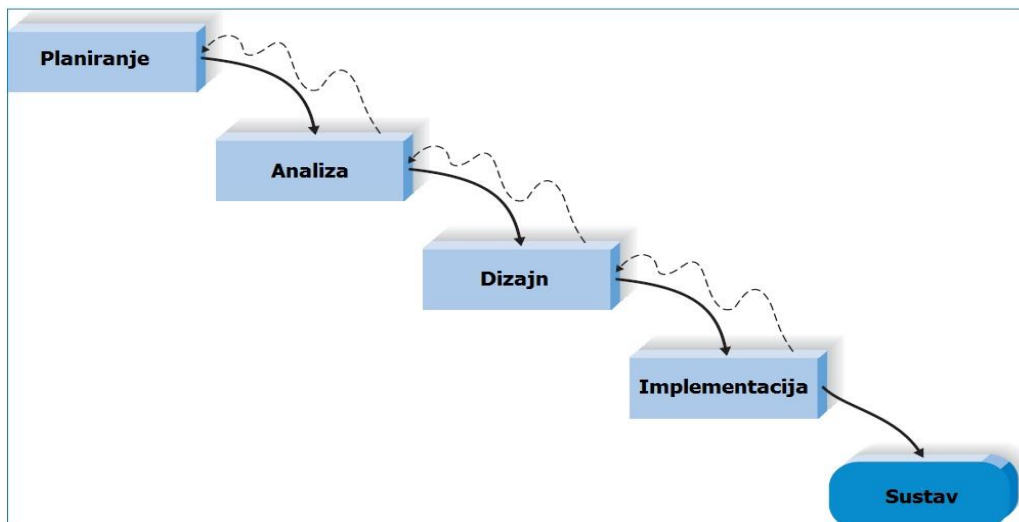 Planiranje
Analiza
Dizajn
Implementacija
Sustav